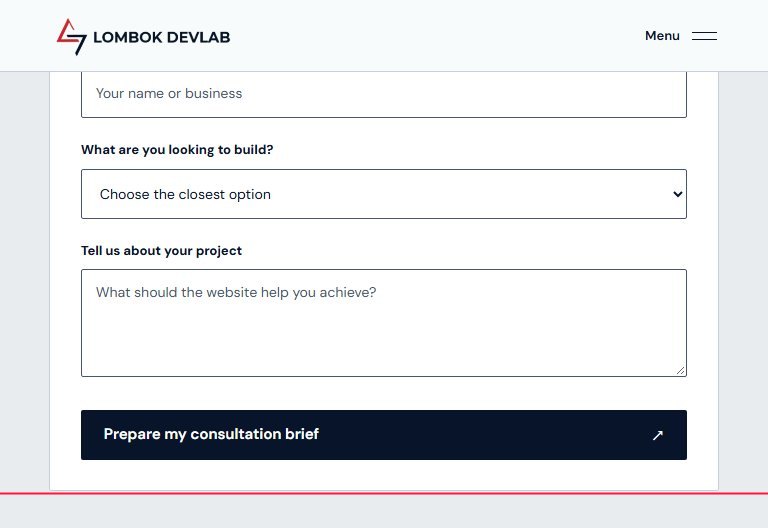 LOMBOK DEVLAB
Menu
Your name or business
What are you looking to build?
Choose the closest option
Tell us about your project
What should the website help you achieve?
Prepare my consultation brief ↗